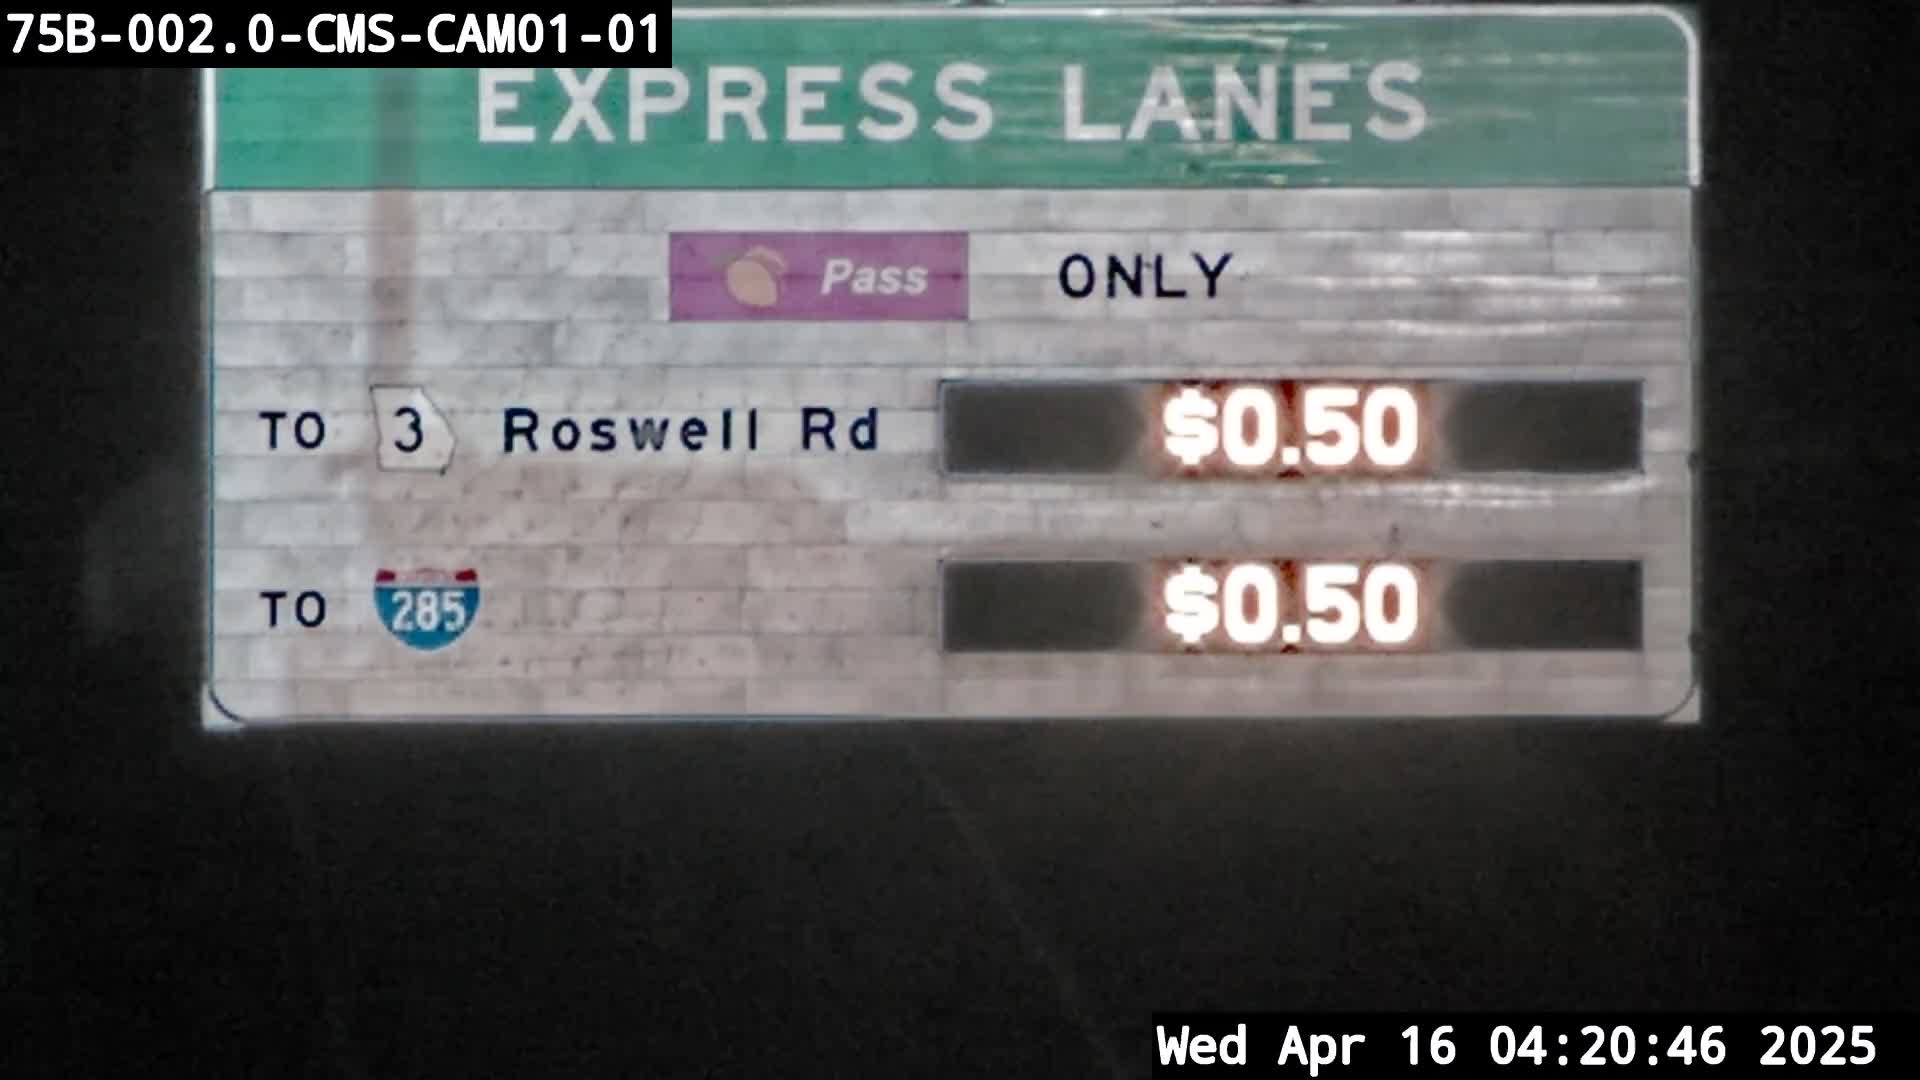 75B-002.0-CMS-CAM01-01
EXPRESS LANES
Pass ONLY
TO 3 Roswell Rd $0.50
TO 285 $0.50
Wed Apr 16 04:20:46 2025